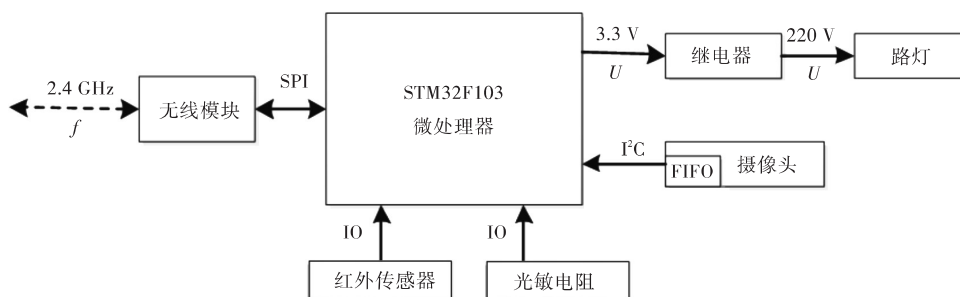 2.4 GHz
f
无线模块
SPI
STM32F103
微处理器
3.3 V
U
继电器
220 V
U
路灯
I²C
FIFO
摄像头
IO
红外传感器
IO
光敏电阻